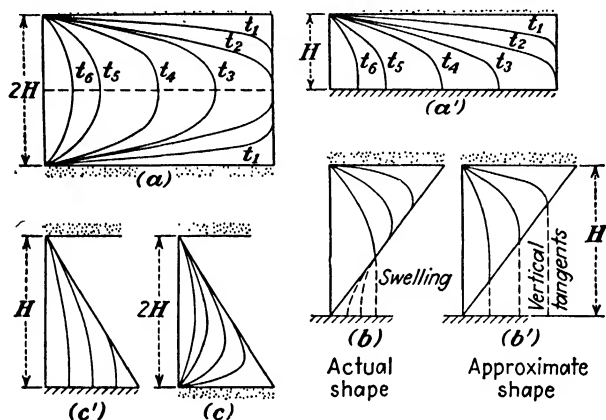 2H
t₁
t₂
t₆ t₅ t₄ t₃
t₁
(a)
H
t₁
t₂
t₆ t₅ t₄ t₃
(a')
H
(c')
2H
(c)
Swelling
(b)
Actual
shape
Vertical
tangents
H
(b')
Approximate
shape